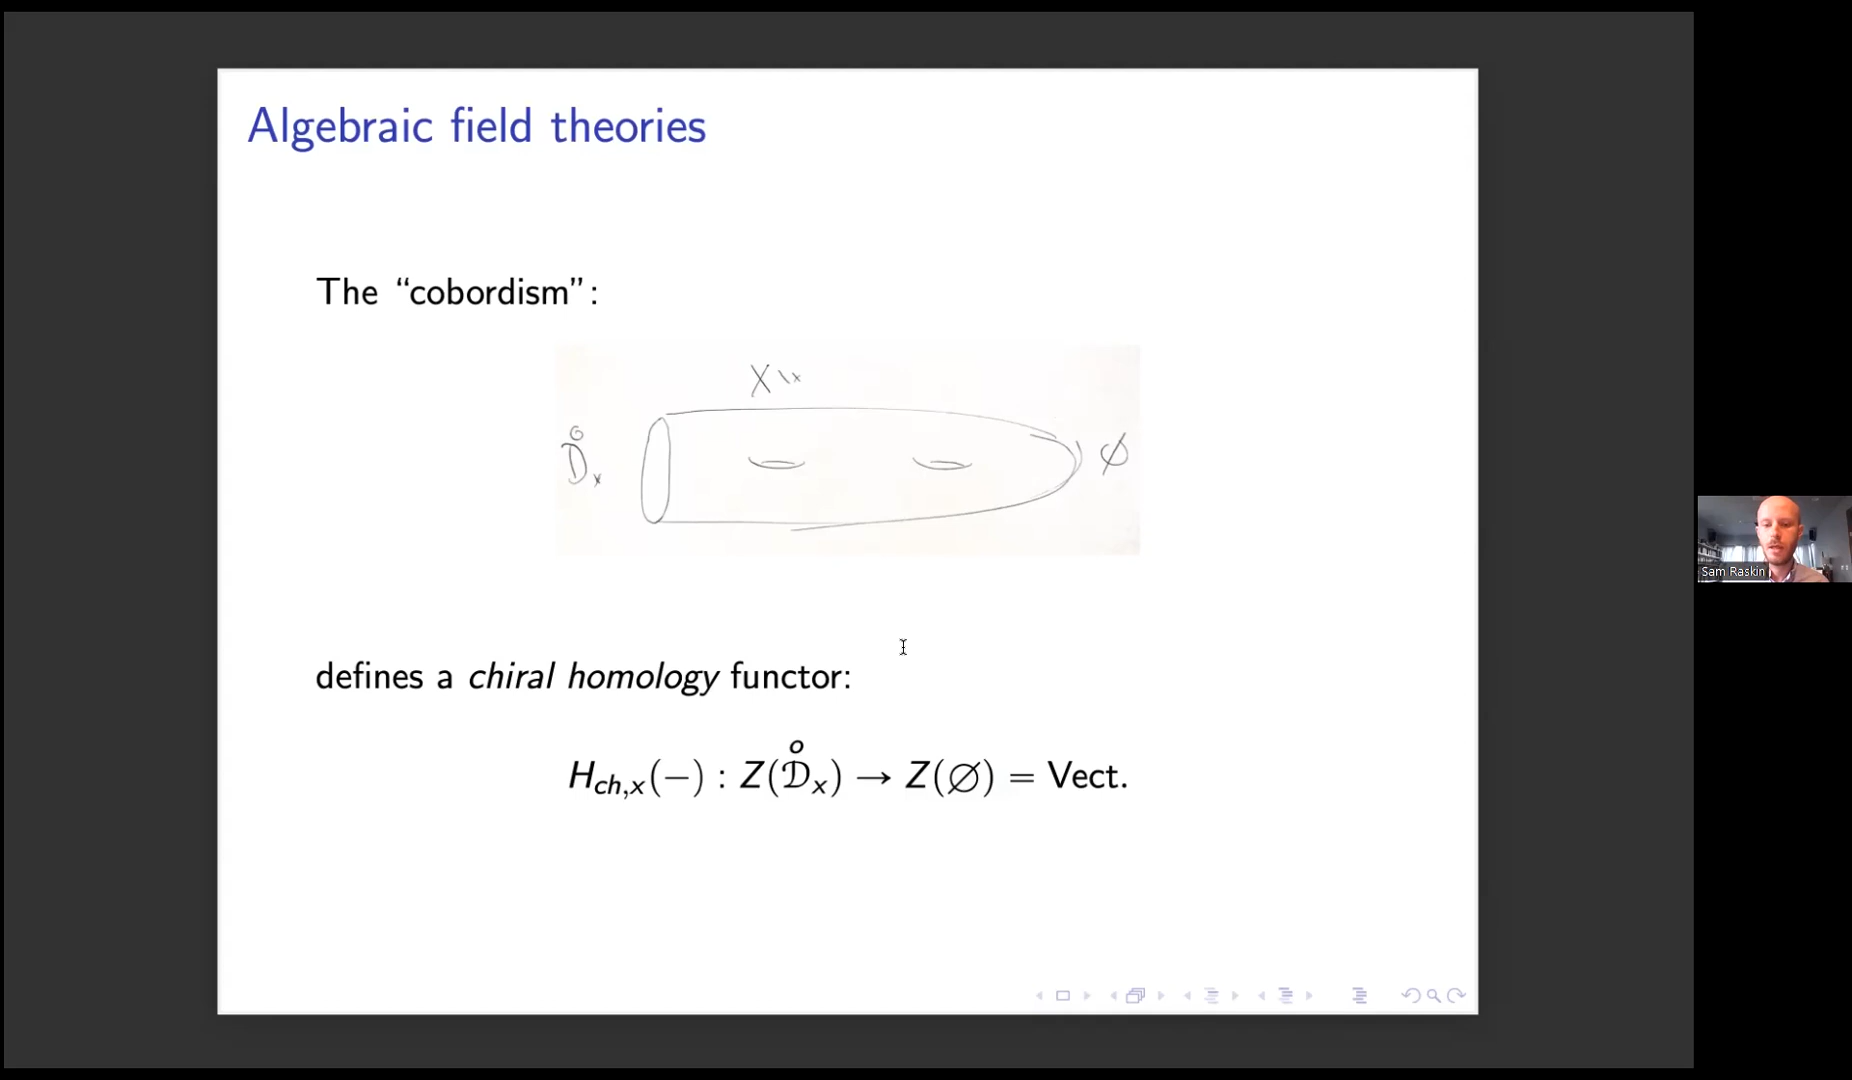 Algebraic field theories
The “cobordism”:
X\x
D̊ₓ
∅
defines a chiral homology functor:
H_{ch,x}(−) : Z(D̊ₓ) → Z(∅) = Vect.
Sam Raskin